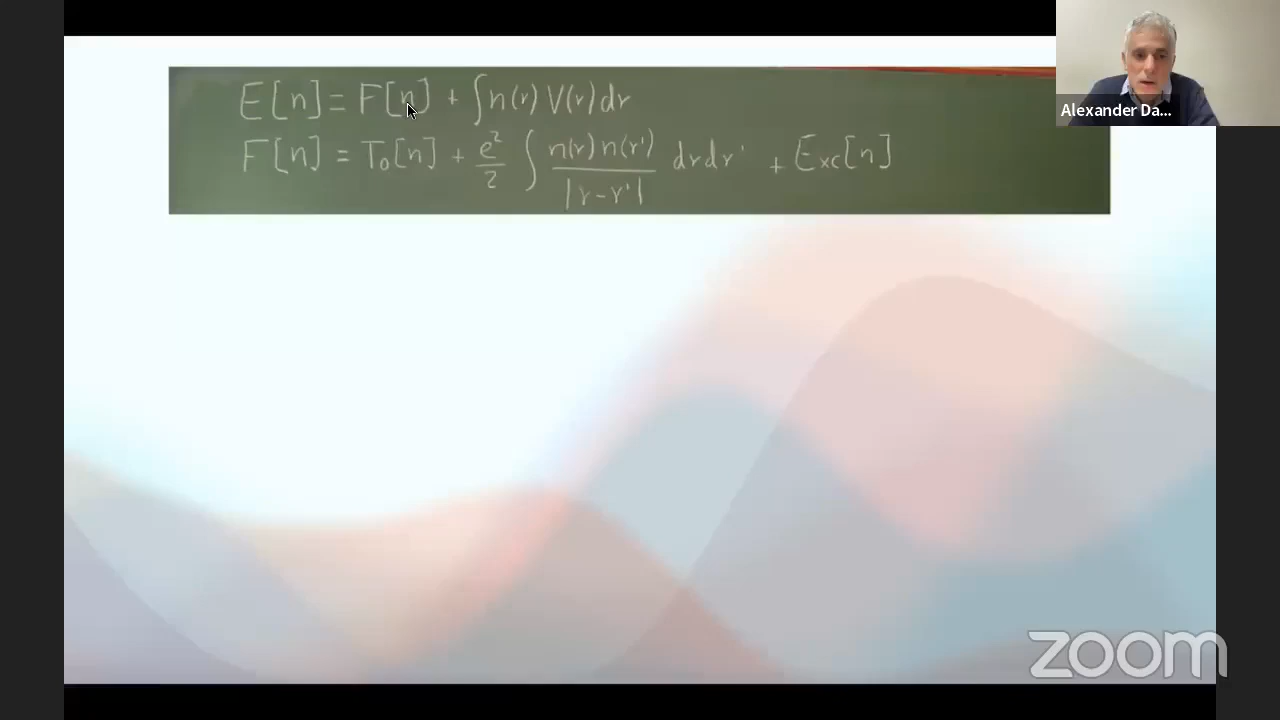 E[n] = F[n] + ∫n(r) V(r) dr
F[n] = T₀[n] + e²/2 ∫ n(r) n(r') / |r-r'| dr dr' + Exc[n]
Alexander Da...
zoom